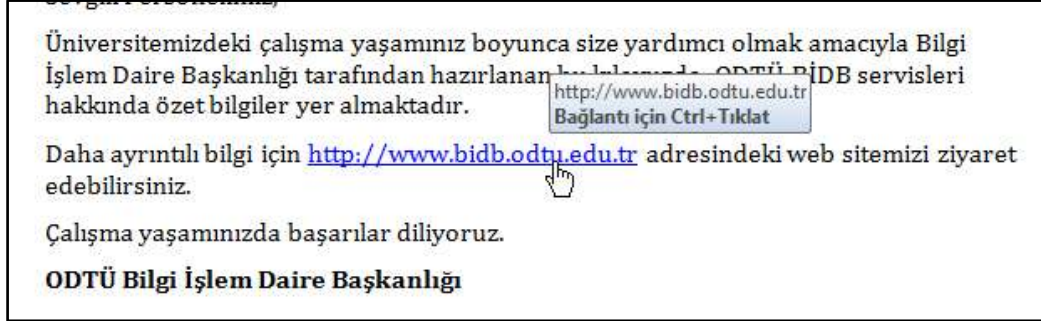 Üniversitemizdeki çalışma yaşamınız boyunca size yardımcı olmak amacıyla Bilgi
İşlem Daire Başkanlığı tarafından hazırlanan ODTÜ BİDB servisleri
http://www.bidb.odtu.edu.tr
hakkında özet bilgiler yer almaktadır.
Bağlantı için Ctrl+Tıklat
Daha ayrıntılı bilgi için http://www.bidb.odtu.edu.tr adresindeki web sitemizi ziyaret
edebilirsiniz.
Çalışma yaşamınızda başarılar diliyoruz.
ODTÜ Bilgi İşlem Daire Başkanlığı